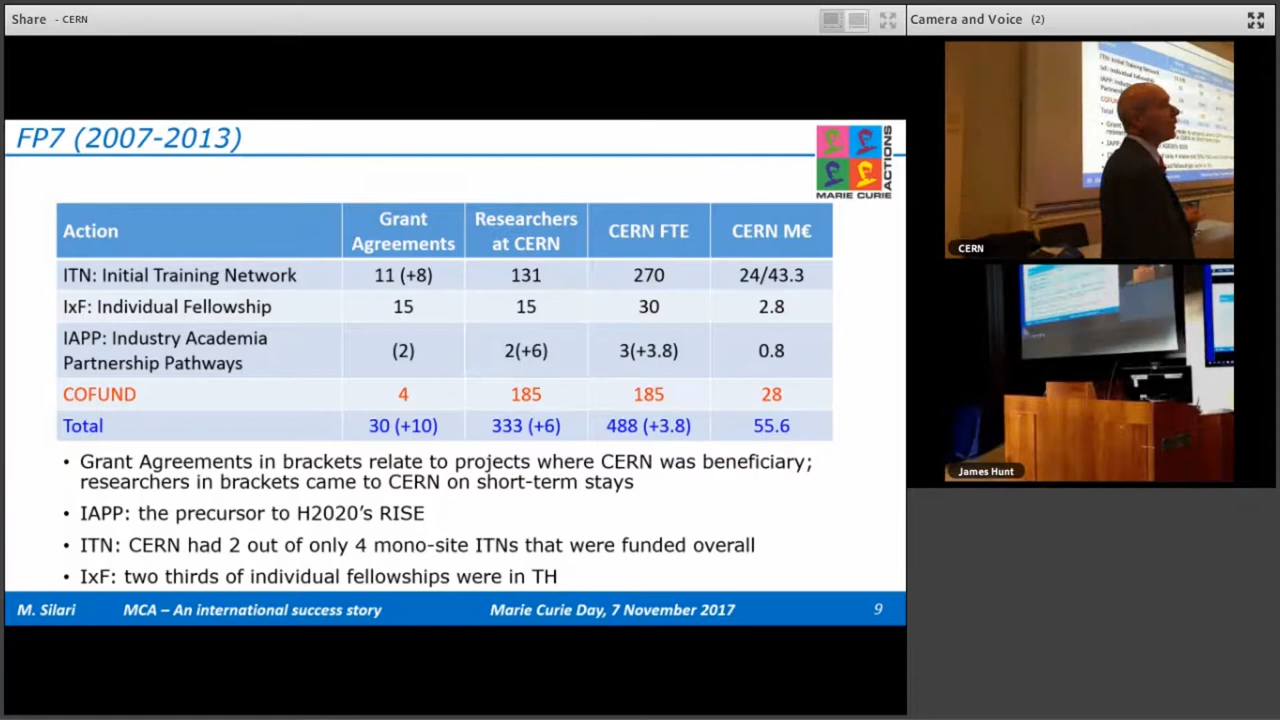 Share - CERN
Camera and Voice (2)
FP7 (2007-2013)
MARIE CURIE
ACTIONS
Action
Grant Agreements
Researchers at CERN
CERN FTE
CERN M€
ITN: Initial Training Network 11 (+8) 131 270 24/43.3
IxF: Individual Fellowship 15 15 30 2.8
IAPP: Industry Academia
Partnership Pathways (2) 2(+6) 3(+3.8) 0.8
COFUND 4 185 185 28
Total 30 (+10) 333 (+6) 488 (+3.8) 55.6
• Grant Agreements in brackets relate to projects where CERN was beneficiary;
researchers in brackets came to CERN on short-term stays
• IAPP: the precursor to H2020's RISE
• ITN: CERN had 2 out of only 4 mono-site ITNs that were funded overall
• IxF: two thirds of individual fellowships were in TH
M. Silari MCA – An international success story Marie Curie Day, 7 November 2017 9
CERN
James Hunt